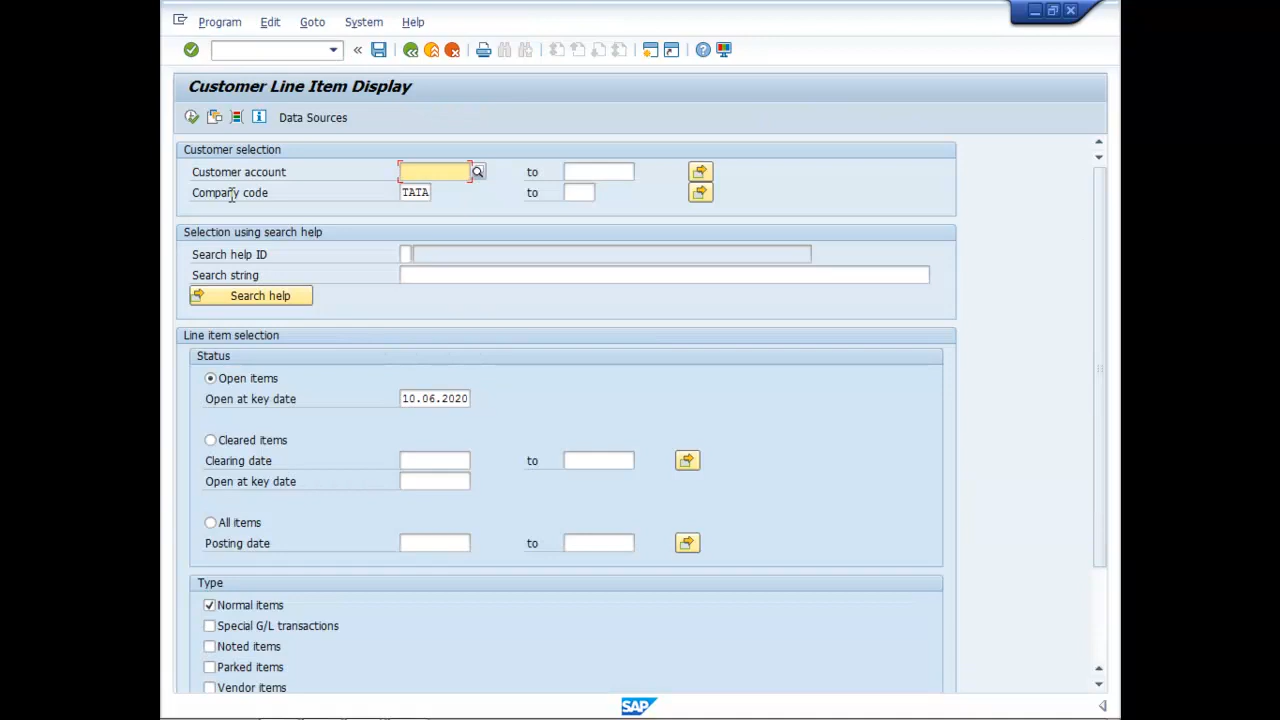 Program Edit Goto System Help
Customer Line Item Display
Data Sources
Customer selection
Customer account to
Company code TATA to
Selection using search help
Search help ID
Search string
Search help
Line item selection
Status
Open items
Open at key date 10.06.2020
Cleared items
Clearing date to
Open at key date
All items
Posting date to
Type
Normal items
Special G/L transactions
Noted items
Parked items
Vendor items
SAP